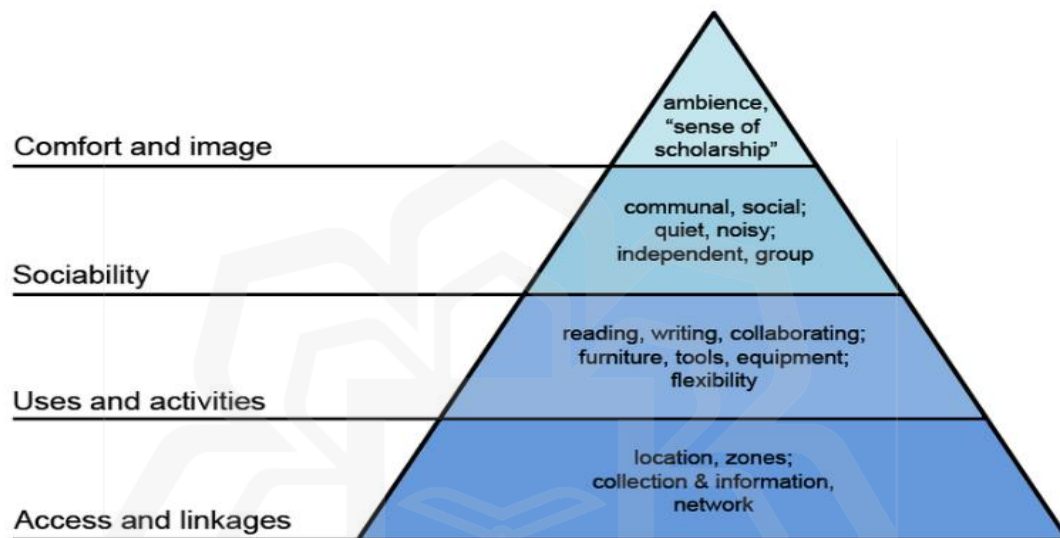 ambience,
“sense of
scholarship”
Comfort and image
communal, social;
quiet, noisy;
independent, group
Sociability
reading, writing, collaborating;
furniture, tools, equipment;
flexibility
Uses and activities
location, zones;
collection & information,
network
Access and linkages